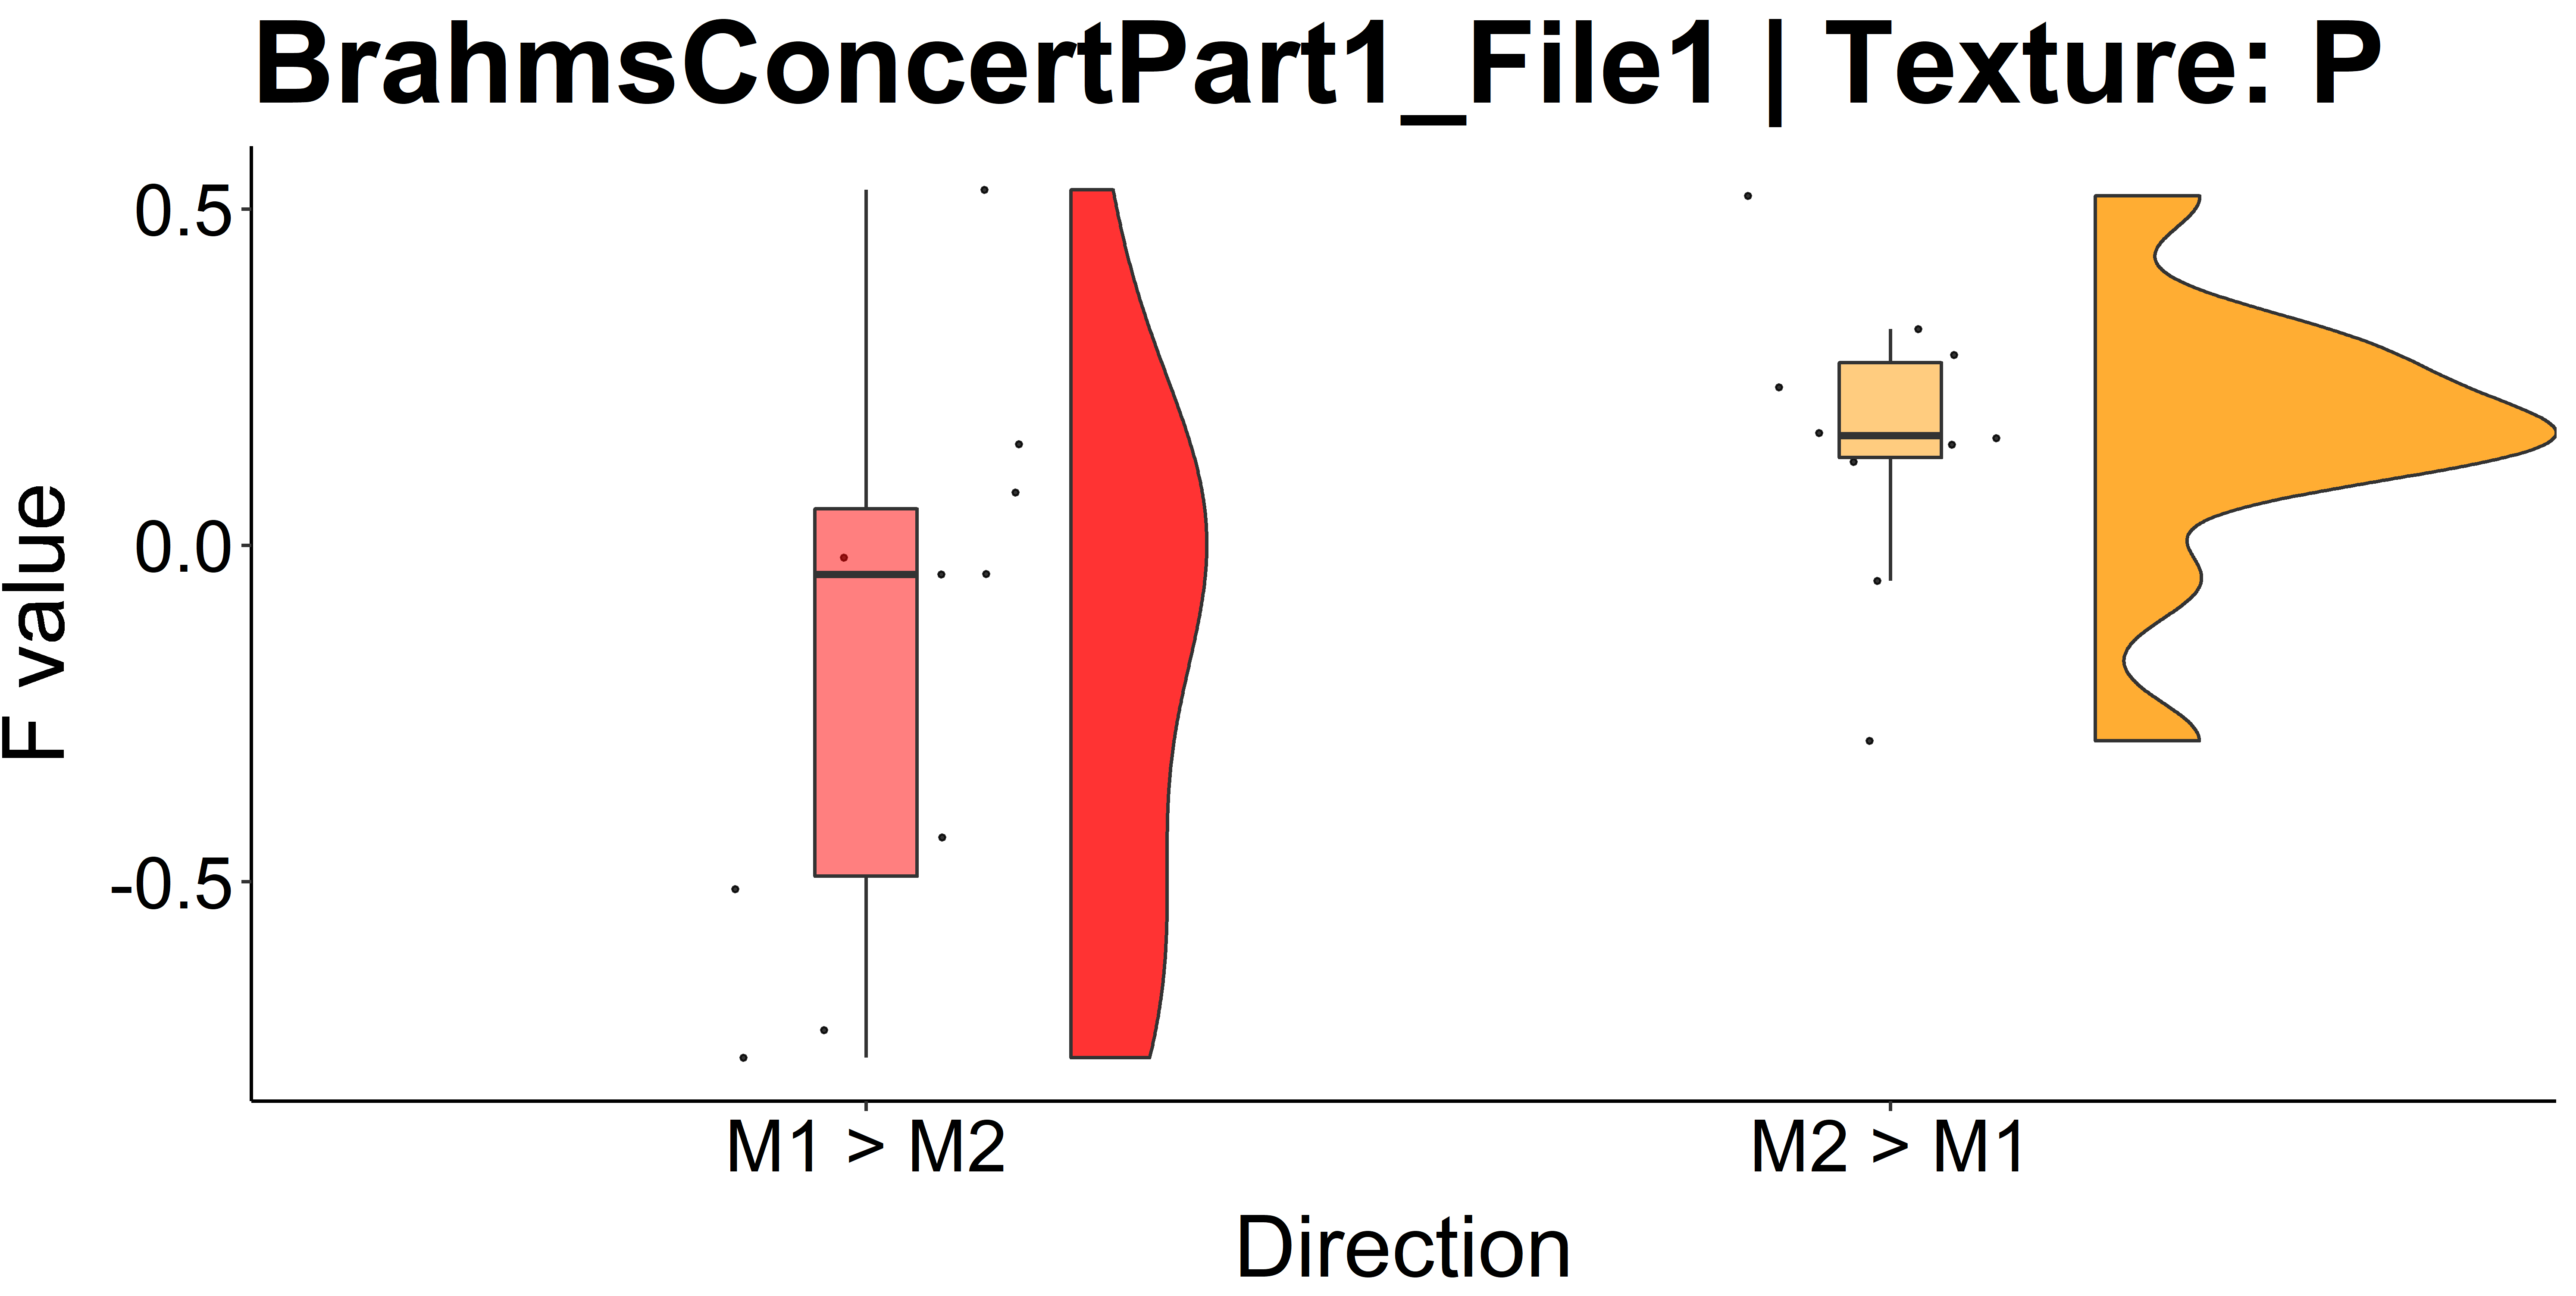 BrahmsConcertPart1_File1 | Texture: P
F value
0.5
0.0
-0.5
M1 > M2
M2 > M1
Direction